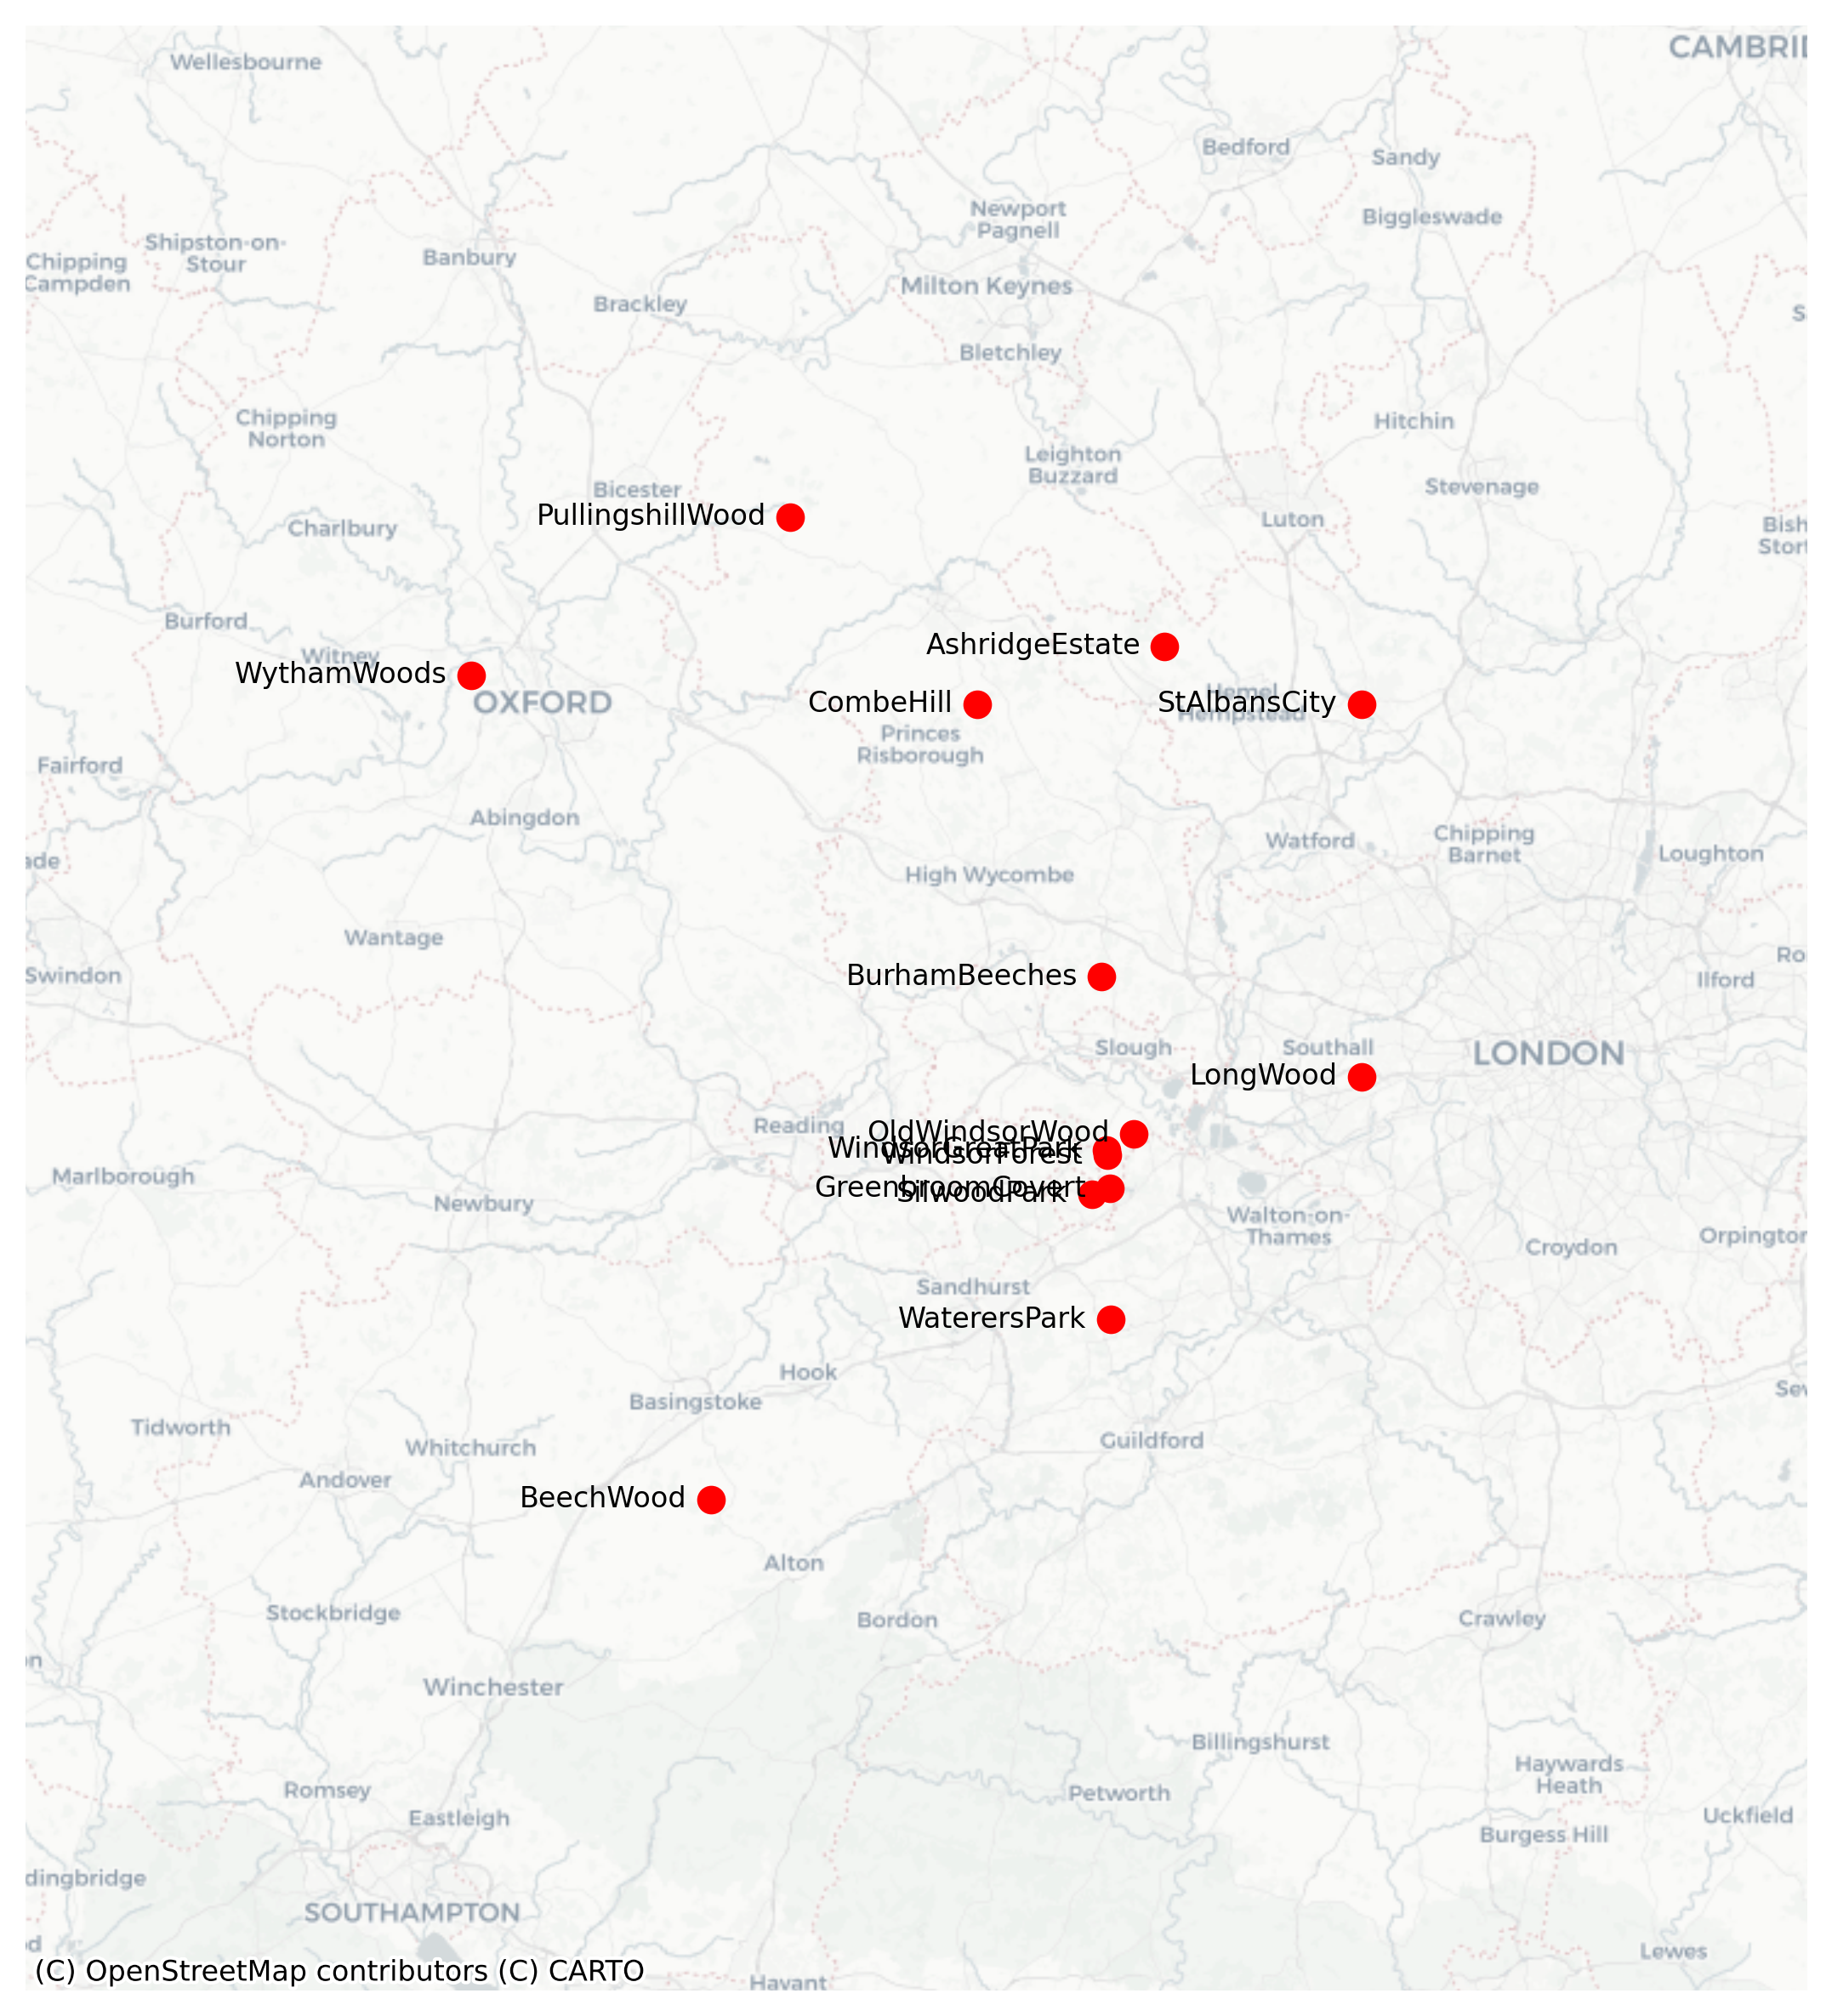 Wellesbourne
CAMBRID
Bedford
Sandy
Newport
Pagnell
Biggleswade
Shipston-on-
Stour
Chipping
Campden
Banbury
Milton Keynes
Brackley
S
Bletchley
Chipping
Norton
Hitchin
Leighton
Buzzard
Bicester
Stevenage
PullingshillWood
Charlbury
Luton
Bish
Stort
Burford
AshridgeEstate
Witney
WythamWoods
OXFORD
CombeHill
Hemel
Hempstead
StAlbansCity
Princes
Risborough
Fairford
Abingdon
Watford
Chipping
Barnet
Loughton
ade
High Wycombe
Wantage
Swindon
BurhamBeeches
Ro
Ilford
Slough
Southall
LONDON
LongWood
Reading
OldWindsorWood
WindsorGreatPark
WindsorForest
Marlborough
GreenbroomCovert
SilwoodPark
Newbury
Walton-on-
Thames
Croydon
Orpington
Sandhurst
WaterersPark
Hook
Basingstoke
Sev
Tidworth
Whitchurch
Guildford
Andover
BeechWood
Alton
Stockbridge
Bordon
Crawley
on
Winchester
Billingshurst
Haywards
Heath
Romsey
Petworth
Eastleigh
Uckfield
Burgess Hill
dingbridge
SOUTHAMPTON
d
Lewes
(C) OpenStreetMap contributors (C) CARTO
Havant